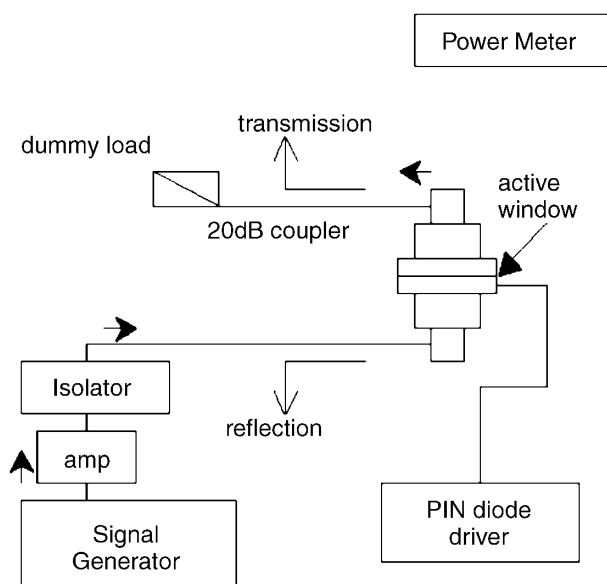 Power Meter
transmission
dummy load
active
window
20dB coupler
Isolator
reflection
amp
PIN diode
driver
Signal
Generator